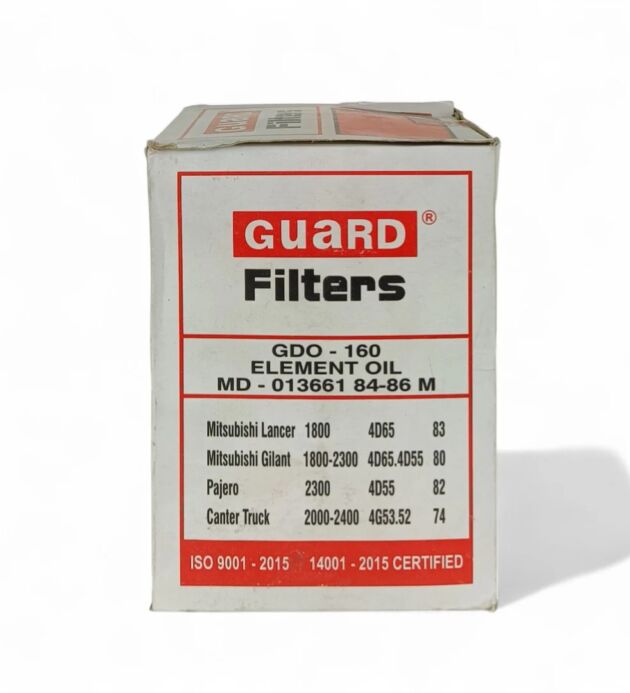 GUARD Filters
GUARD ®
Filters
GDO - 160
ELEMENT OIL
MD - 013661 84-86 M
Mitsubishi Lancer 1800 4D65 83
Mitsubishi Gilant 1800-2300 4D65.4D55 80
Pajero 2300 4D55 82
Canter Truck 2000-2400 4G53.52 74
ISO 9001 - 2015 14001 - 2015 CERTIFIED